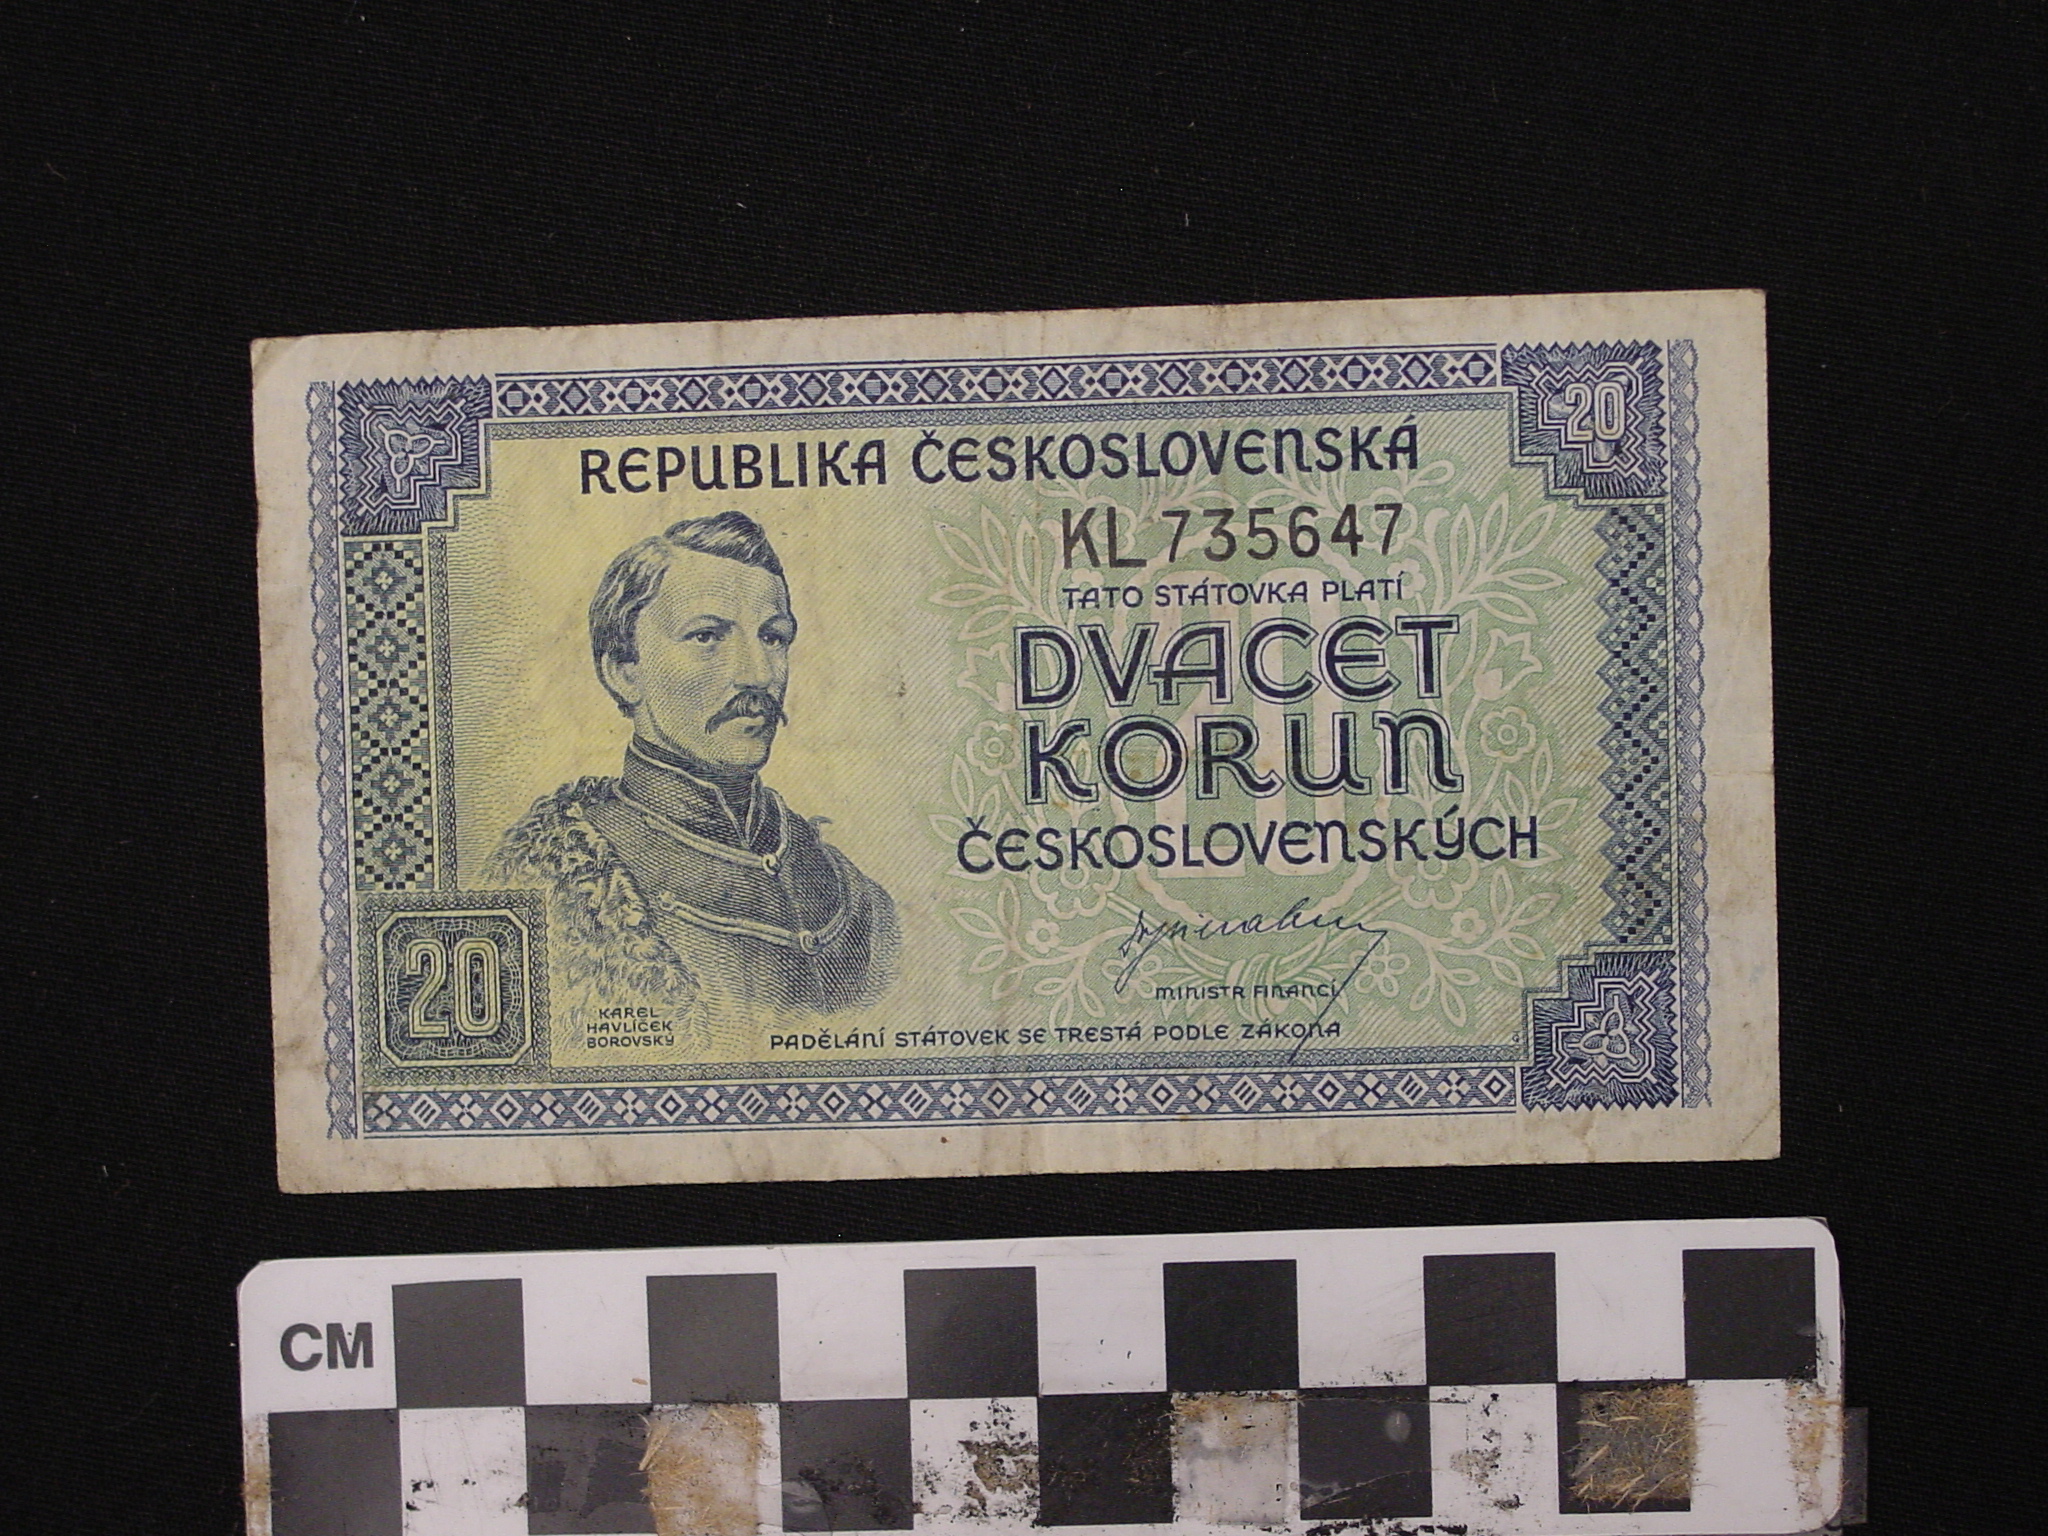 REPUBLIKA ČESKOSLOVENSKÁ
20
KL 735647
TATO STÁTOVKA PLATÍ
DVACET
KORUN
ČESKOSLOVENSKÝCH
MINISTR FINANCÍ
20
KAREL
HAVLÍČEK
BOROVSKÝ
PADĚLÁNÍ STÁTOVEK SE TRESTÁ PODLE ZÁKONA
20
CM